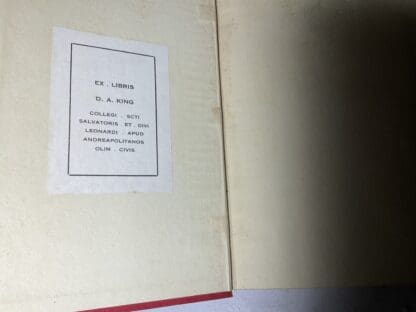 EX . LIBRIS
D. A. KING
COLLEGI . SCTI
SALVATORIS . ET . DIVI
LEONARDI . APUD
ANDREAPOLITANOS
OLIM . CIVIS